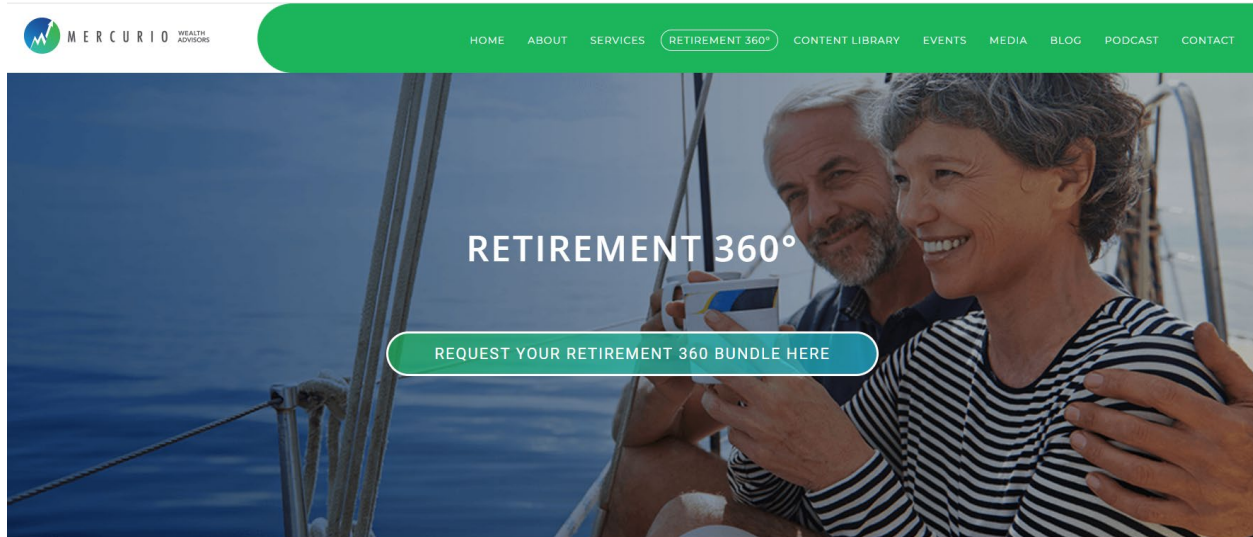 MERCURIO WEALTH ADVISORS
HOME ABOUT SERVICES RETIREMENT 360° CONTENT LIBRARY EVENTS MEDIA BLOG PODCAST CONTACT
RETIREMENT 360°
REQUEST YOUR RETIREMENT 360 BUNDLE HERE